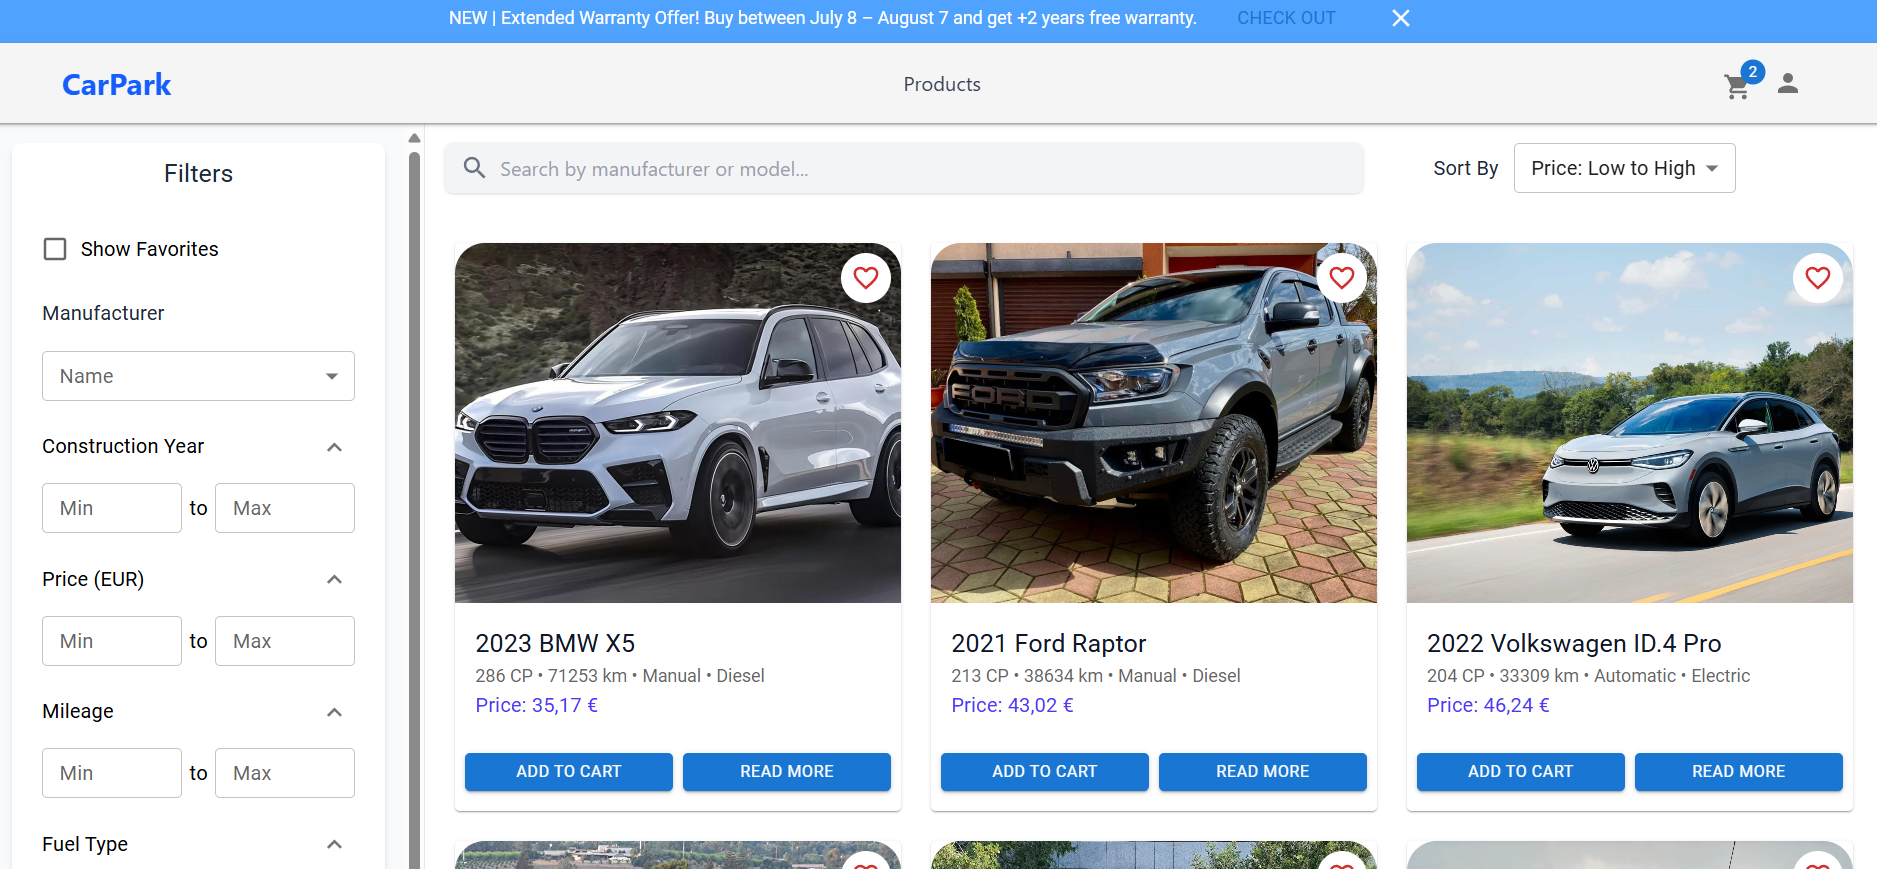 NEW | Extended Warranty Offer! Buy between July 8 – August 7 and get +2 years free warranty. CHECK OUT
CarPark
Products
2
Filters
Show Favorites
Manufacturer
Name
Construction Year
Min to Max
Price (EUR)
Min to Max
Mileage
Min to Max
Fuel Type
Search by manufacturer or model...
Sort By
Price: Low to High
FORD
2023 BMW X5
286 CP • 71253 km • Manual • Diesel
Price: 35,17 €
ADD TO CART
READ MORE
2021 Ford Raptor
213 CP • 38634 km • Manual • Diesel
Price: 43,02 €
ADD TO CART
READ MORE
2022 Volkswagen ID.4 Pro
204 CP • 33309 km • Automatic • Electric
Price: 46,24 €
ADD TO CART
READ MORE